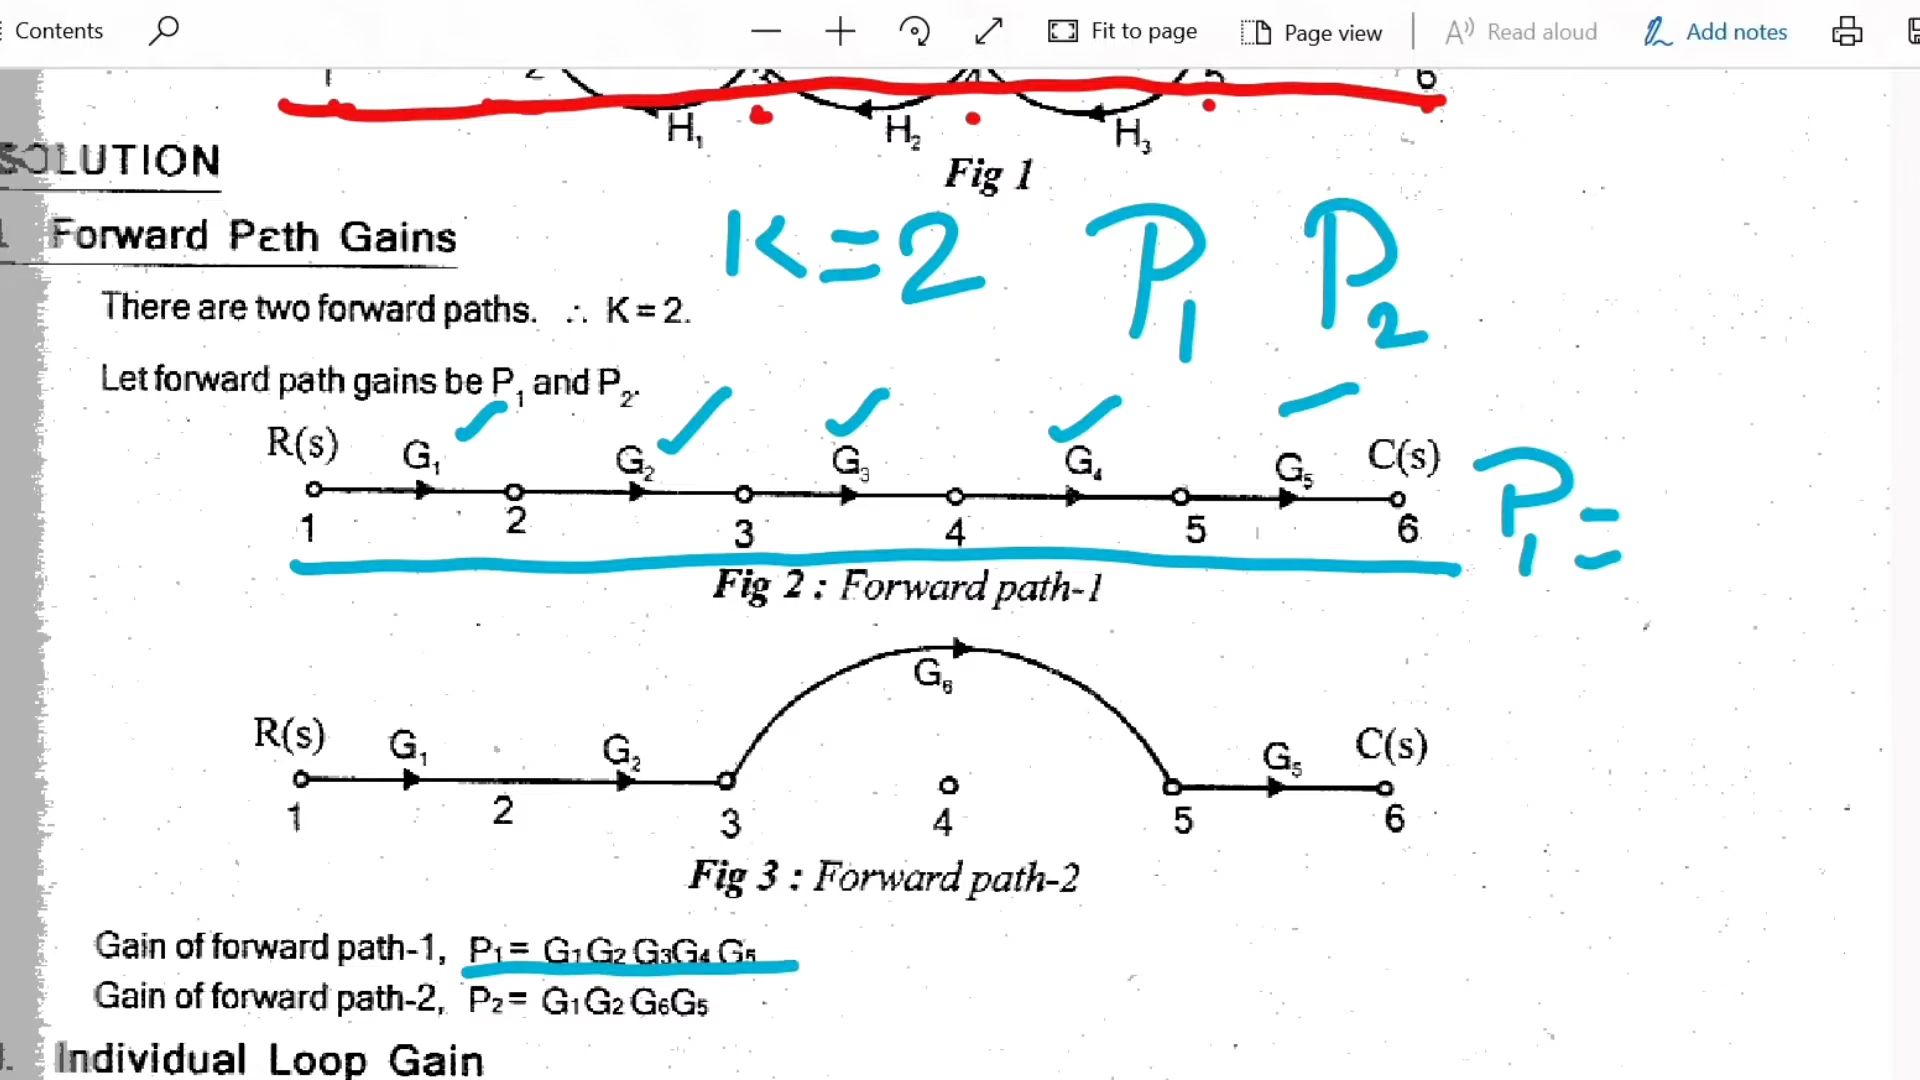 Contents Fit to page Page view Read aloud Add notes
1 2 3 4 5 6
H₁ H₂ H₃
Fig 1
SOLUTION
Forward Path Gains
K=2 P₁ P₂
There are two forward paths. ∴ K = 2.
Let forward path gains be P₁ and P₂.
R(s) G₁ G₂ G₃ G₄ G₅ C(s)
1 2 3 4 5 6
P₁ =
Fig 2 : Forward path-1
G₆
R(s) G₁ G₂ G₅ C(s)
1 2 3 4 5 6
Fig 3 : Forward path-2
Gain of forward path-1, P₁ = G₁G₂G₃G₄G₅
Gain of forward path-2, P₂ = G₁G₂G₆G₅
Individual Loop Gain